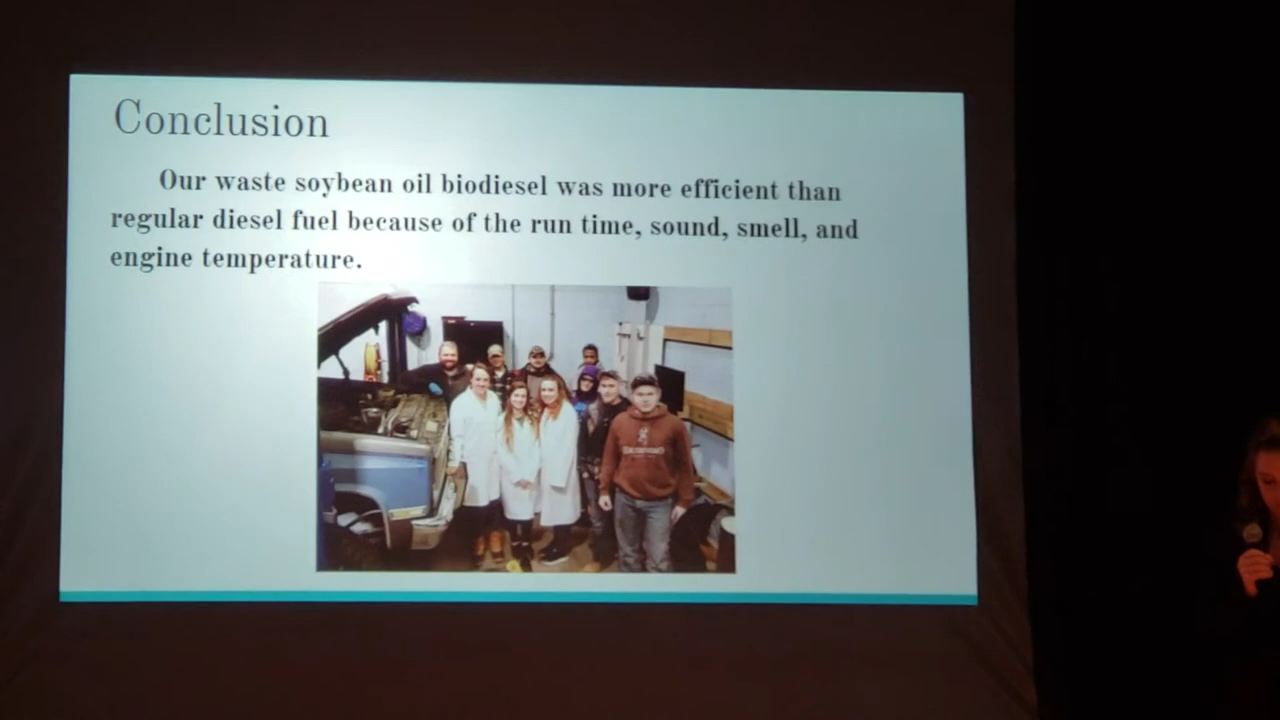 Conclusion
Our waste soybean oil biodiesel was more efficient than
regular diesel fuel because of the run time, sound, smell, and
engine temperature.